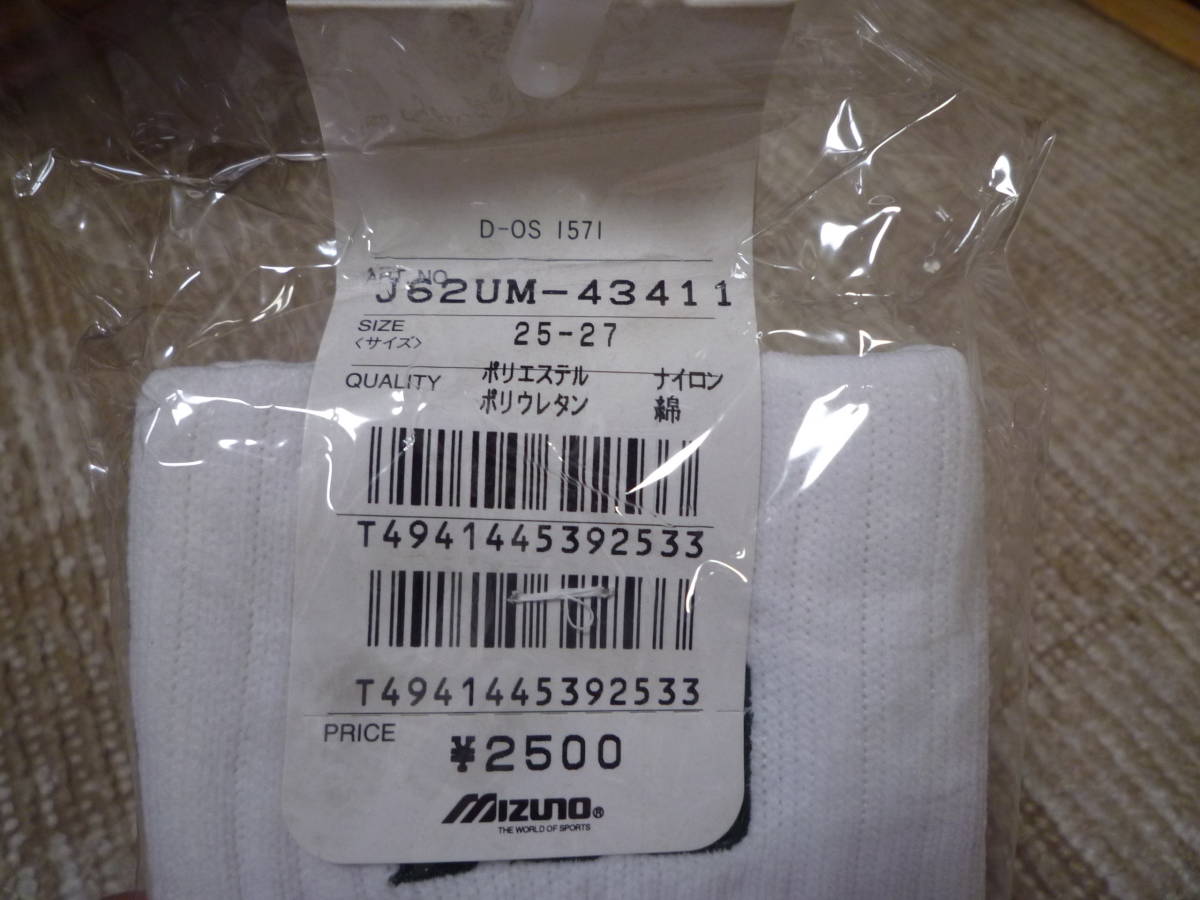 D-OS 1571
ART. NO. J62UM-43411
SIZE 25-27
〈サイズ〉
QUALITY ポリエステル ナイロン
ポリウレタン 綿
T4941445392533
T4941445392533
PRICE ¥2500
MIZUNO®
THE WORLD OF SPORTS